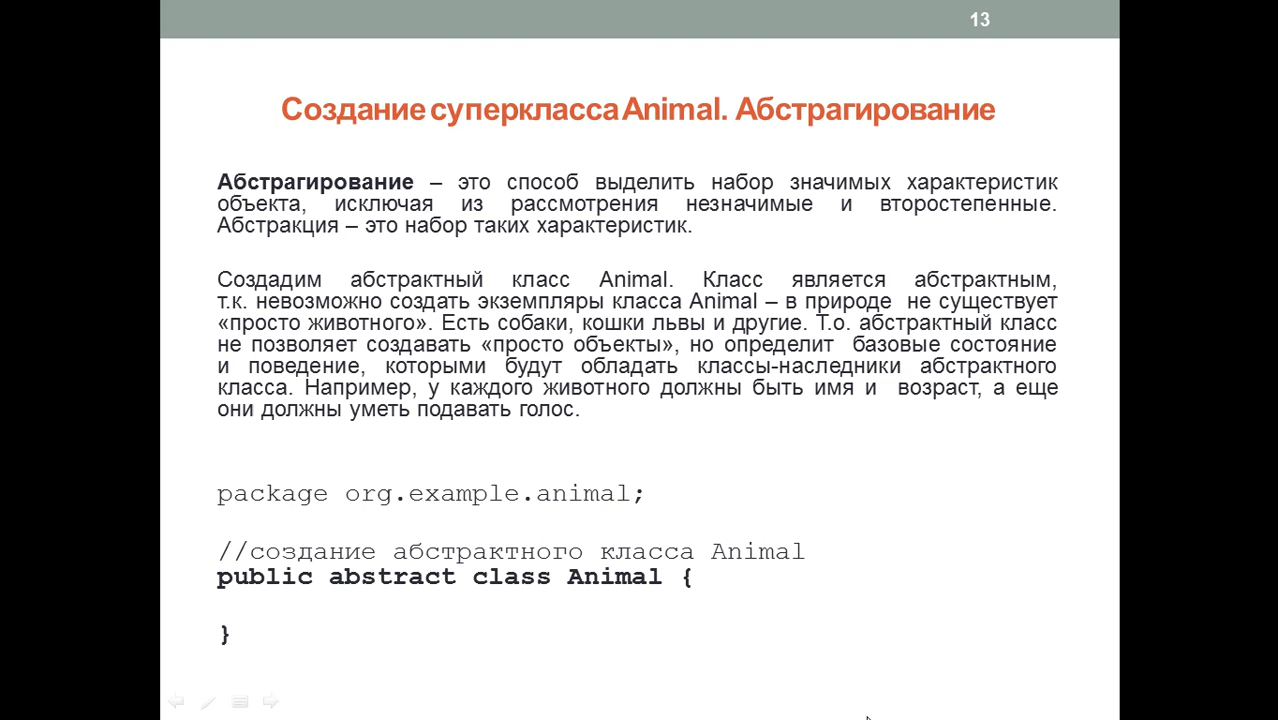 13
Создание суперкласса Animal. Абстрагирование
Абстрагирование – это способ выделить набор значимых характеристик
объекта, исключая из рассмотрения незначимые и второстепенные.
Абстракция – это набор таких характеристик.
Создадим абстрактный класс Animal. Класс является абстрактным,
т.к. невозможно создать экземпляры класса Animal – в природе не существует
«просто животного». Есть собаки, кошки львы и другие. Т.о. абстрактный класс
не позволяет создавать «просто объекты», но определит базовые состояние
и поведение, которыми будут обладать классы-наследники абстрактного
класса. Например, у каждого животного должны быть имя и возраст, а еще
они должны уметь подавать голос.
package org.example.animal;
//создание абстрактного класса Animal
public abstract class Animal {
}